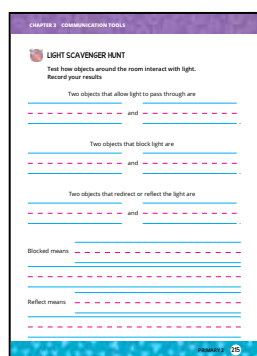 CHAPTER 3 COMMUNICATION TOOLS
LIGHT SCAVENGER HUNT
Test how objects around the room interact with light.
Record your results
Two objects that allow light to pass through are
and
.
Two objects that block light are
and
.
Two objects that redirect or reflect the light are
and
.
Blocked means
Reflect means
PRIMARY 2 215